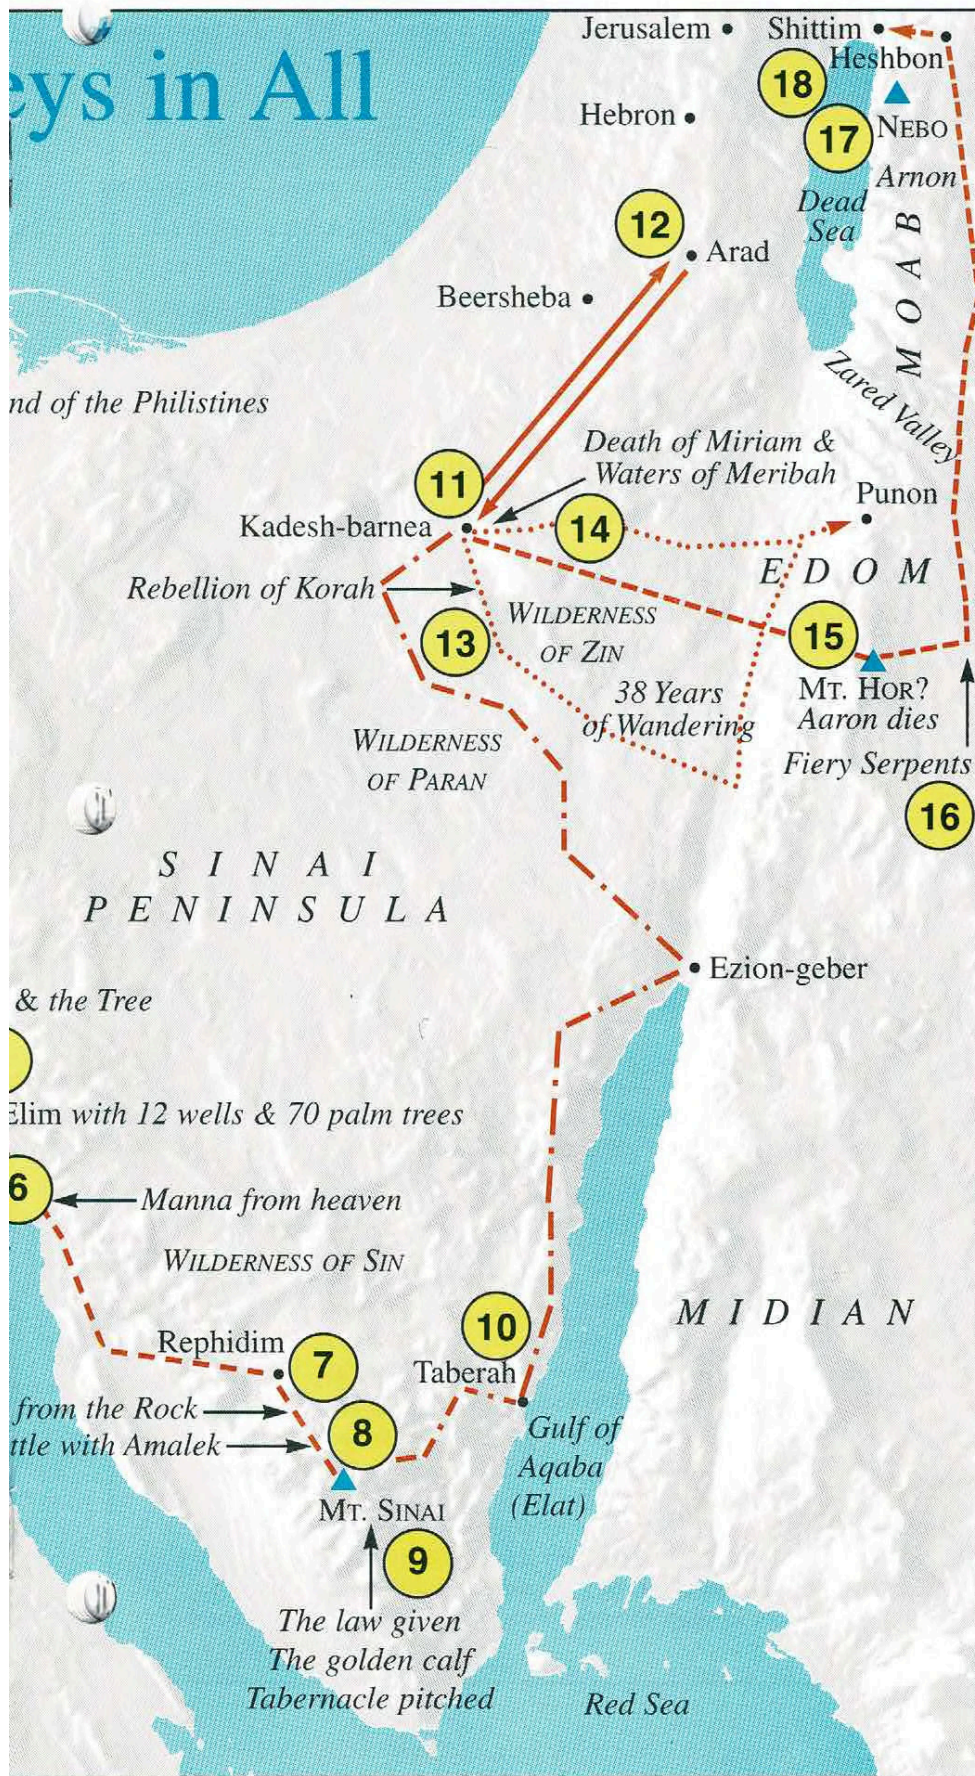 eys in All
Jerusalem
Shittim
Heshbon
18
Hebron
17
NEBO
Arnon
Dead
Sea
12
Arad
MOAB
Beersheba
Zared Valley
nd of the Philistines
Death of Miriam &
Waters of Meribah
11
Punon
Kadesh-barnea
14
EDOM
Rebellion of Korah
WILDERNESS
OF ZIN
13
15
38 Years
of Wandering
MT. HOR?
Aaron dies
WILDERNESS
OF PARAN
Fiery Serpents
16
SINAI
PENINSULA
Ezion-geber
& the Tree
Elim with 12 wells & 70 palm trees
6
Manna from heaven
WILDERNESS OF SIN
MIDIAN
10
Rephidim
7
Taberah
from the Rock
ttle with Amalek
8
Gulf of
Aqaba
(Elat)
MT. SINAI
9
The law given
The golden calf
Tabernacle pitched
Red Sea